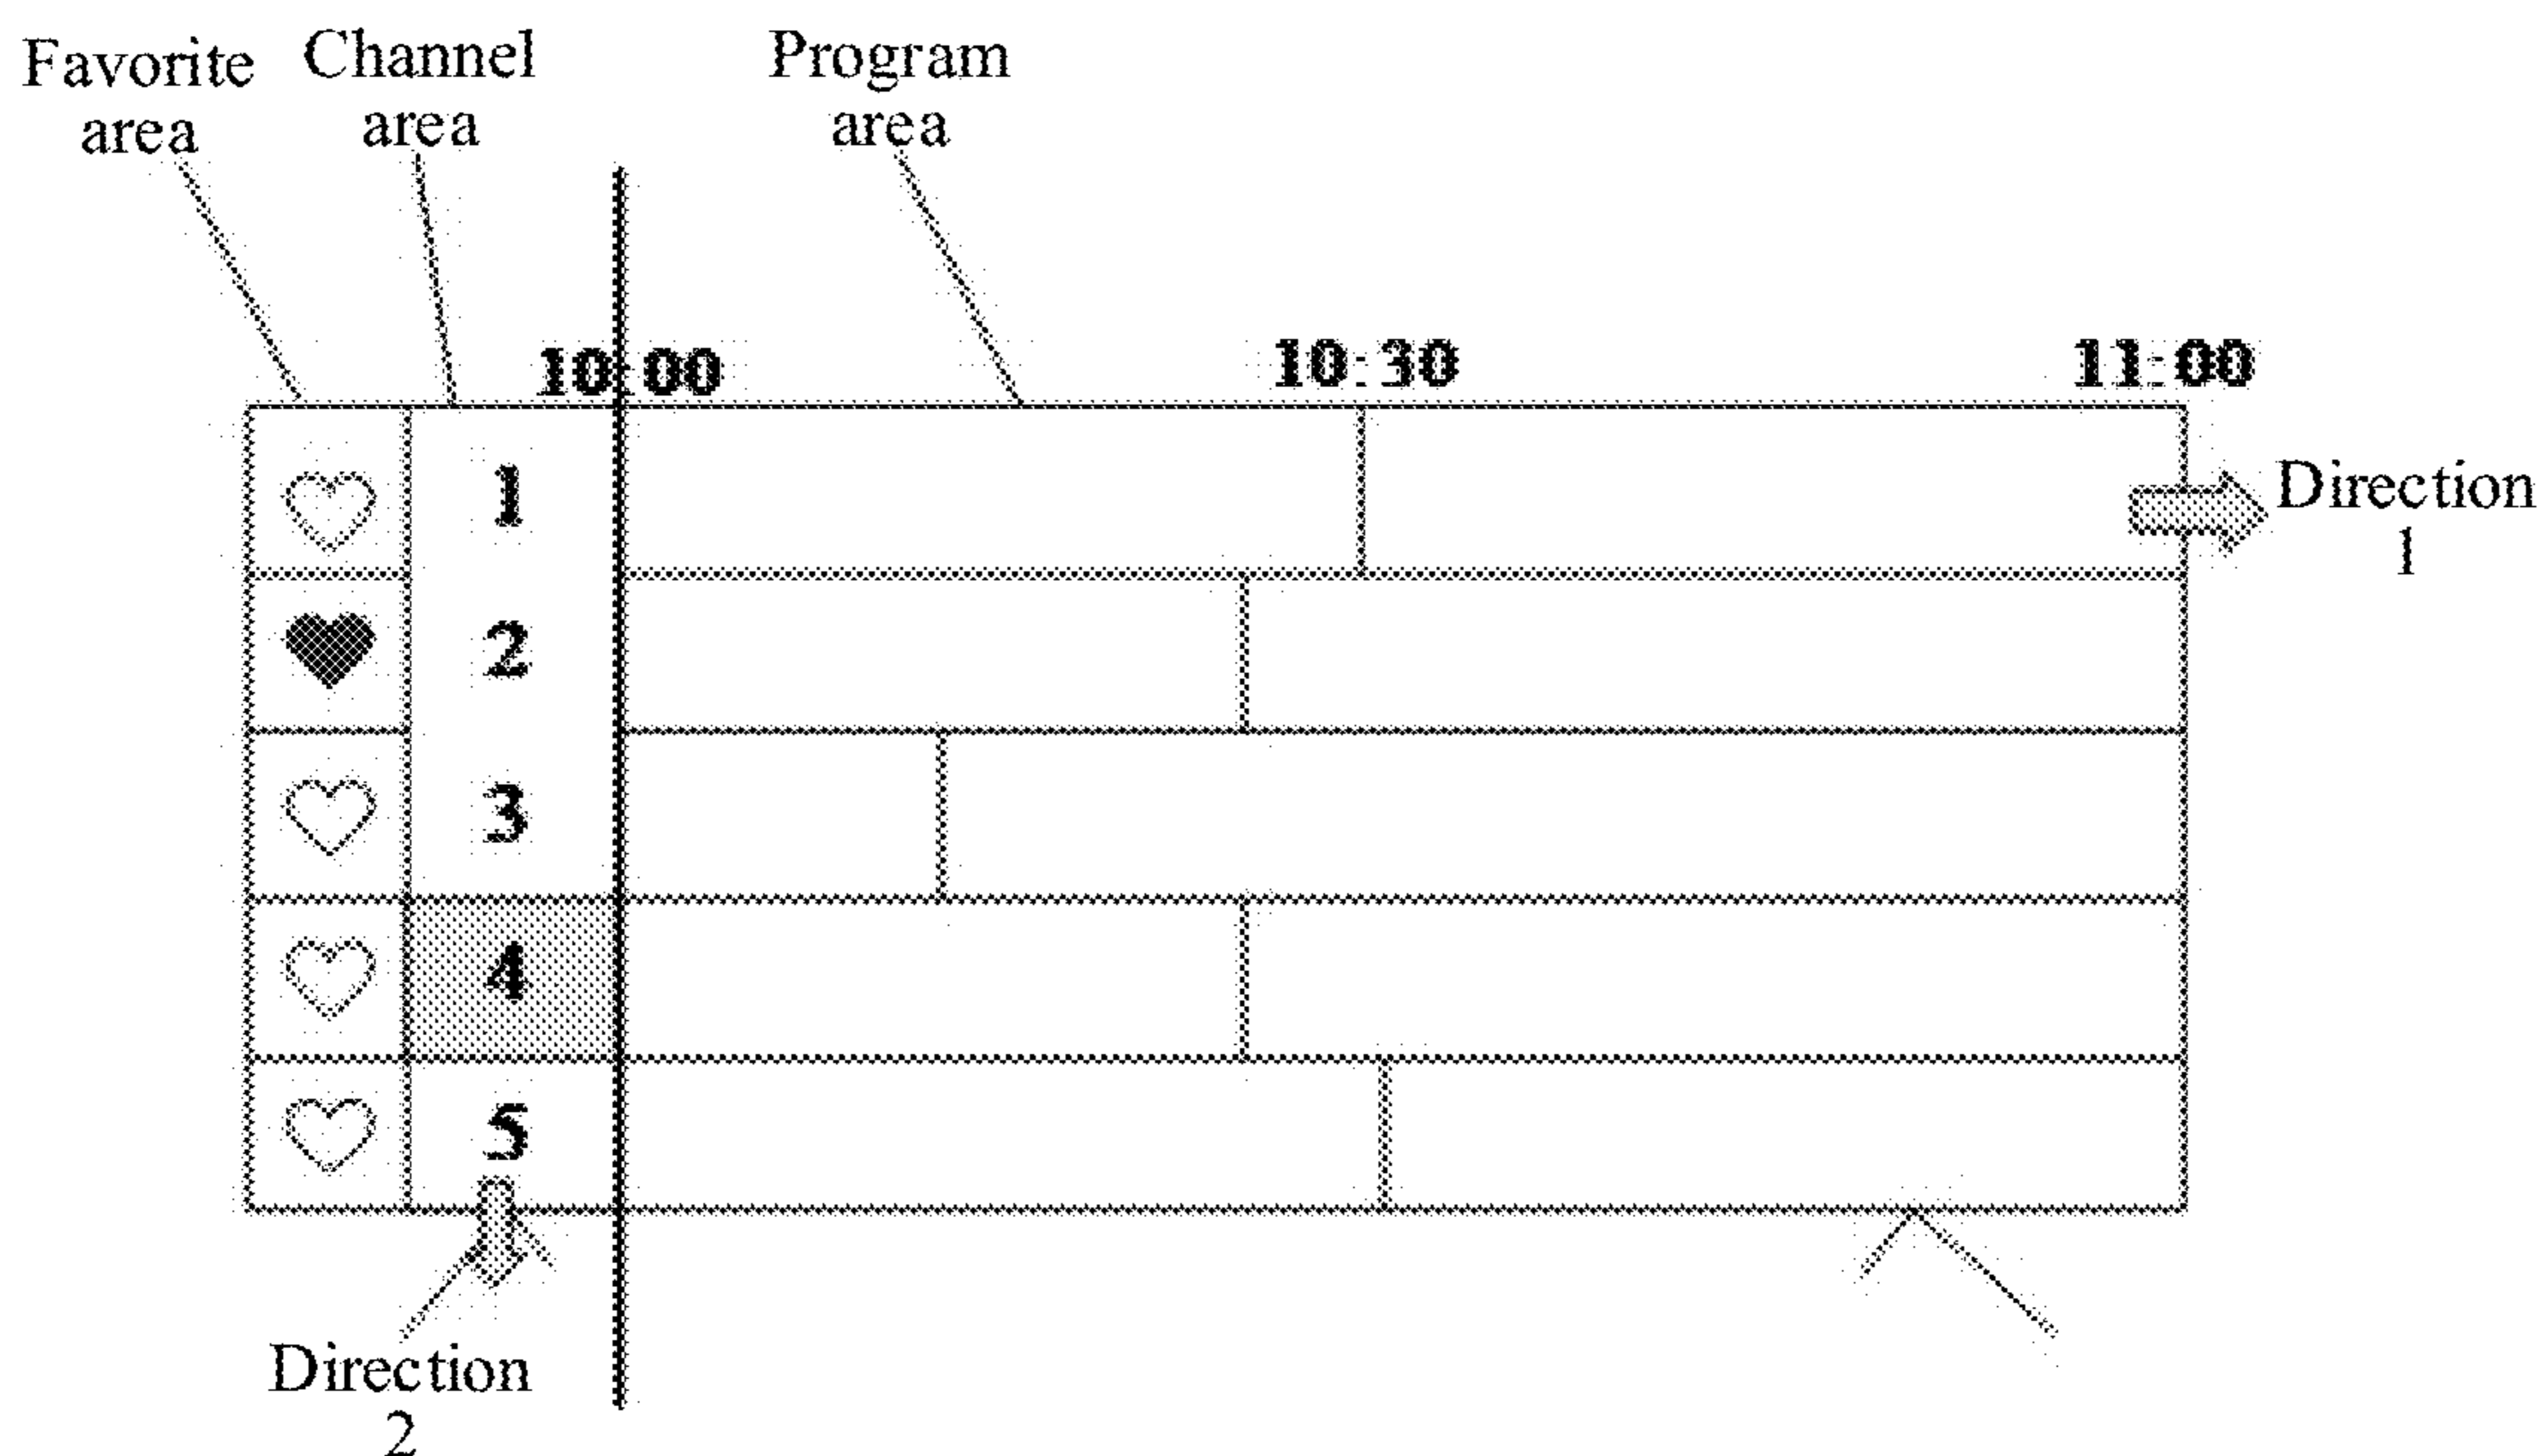 Favorite
area
Channel
area
Program
area
10:00
10:30
11:00
1
2
3
4
5
Direction
1
Direction
2